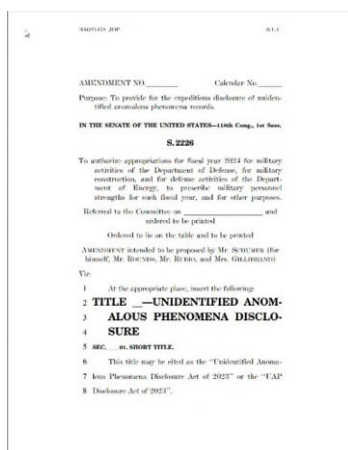 S.L.C.
AMENDMENT NO.________ Calendar No.______
Purpose: To provide for the expeditious disclosure of uniden-
tified anomalous phenomena records.
IN THE SENATE OF THE UNITED STATES—118th Cong., 1st Sess.
S. 2226
To authorize appropriations for fiscal year 2024 for military
activities of the Department of Defense, for military
construction, and for defense activities of the Depart-
ment of Energy, to prescribe military personnel
strengths for such fiscal year, and for other purposes.
Referred to the Committee on ______________ and
ordered to be printed
Ordered to lie on the table and to be printed
AMENDMENT intended to be proposed by Mr. SCHUMER (for
himself, Mr. ROUNDS, Mr. RUBIO, and Mrs. GILLIBRAND)
Viz:
1 At the appropriate place, insert the following:
2 TITLE __—UNIDENTIFIED ANOM-
3 ALOUS PHENOMENA DISCLO-
4 SURE
5 SEC. __01. SHORT TITLE.
6 This title may be cited as the “Unidentified Anoma-
7 lous Phenomena Disclosure Act of 2023” or the “UAP
8 Disclosure Act of 2023”.